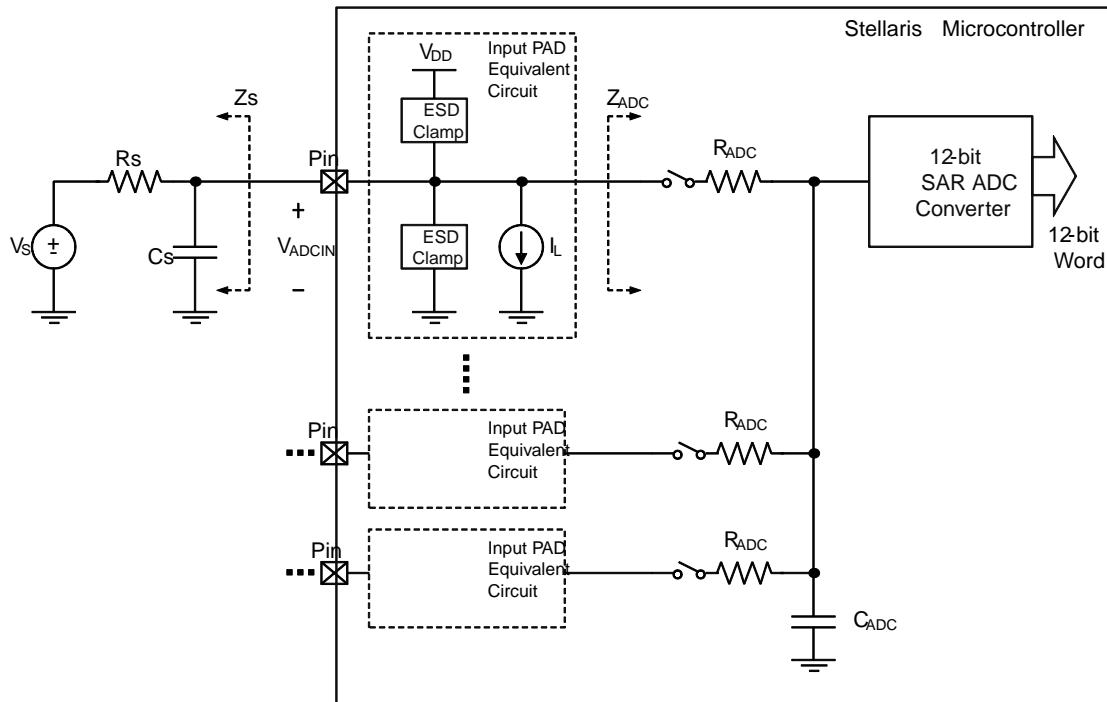 Stellaris Microcontroller
Input PAD
Equivalent
Circuit
VDD
ESD
Clamp
Zs
ZADC
RADC
Rs
Pin
12-bit
SAR ADC
Converter
+
VADCIN
−
VS
±
Cs
ESD
Clamp
IL
12-bit
Word
Pin
Input PAD
Equivalent
Circuit
RADC
Pin
Input PAD
Equivalent
Circuit
RADC
CADC